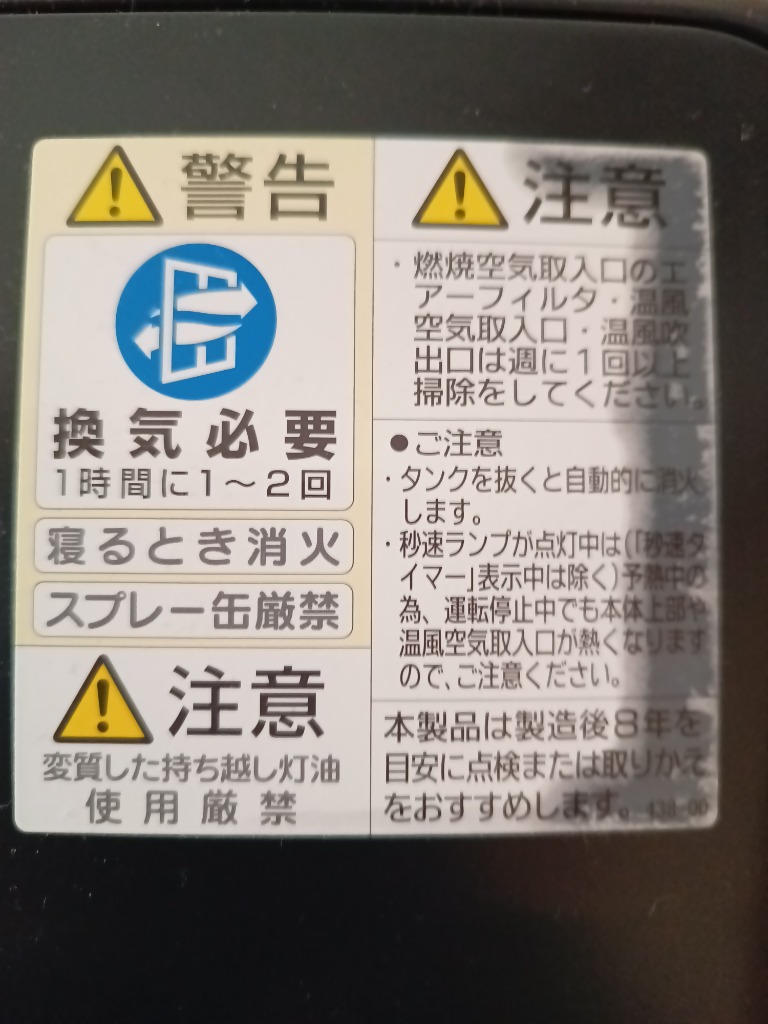 警告
換気必要
1時間に1～2回
寝るとき消火
スプレー缶厳禁
注意
変質した持ち越し灯油
使用厳禁
注意
・燃焼空気取入口のエ
アーフィルタ・温風
空気取入口・温風吹
出口は週に1回以上
掃除をしてください。
●ご注意
・タンクを抜くと自動的に消火
します。
・秒速ランプが点灯中は(「秒速タ
イマー」表示中は除く)予熱中の
為、運転停止中でも本体上部や
温風空気取入口が熱くなります
ので、ご注意ください。
本製品は製造後8年を
目安に点検または取りかえ
をおすすめします。438-00